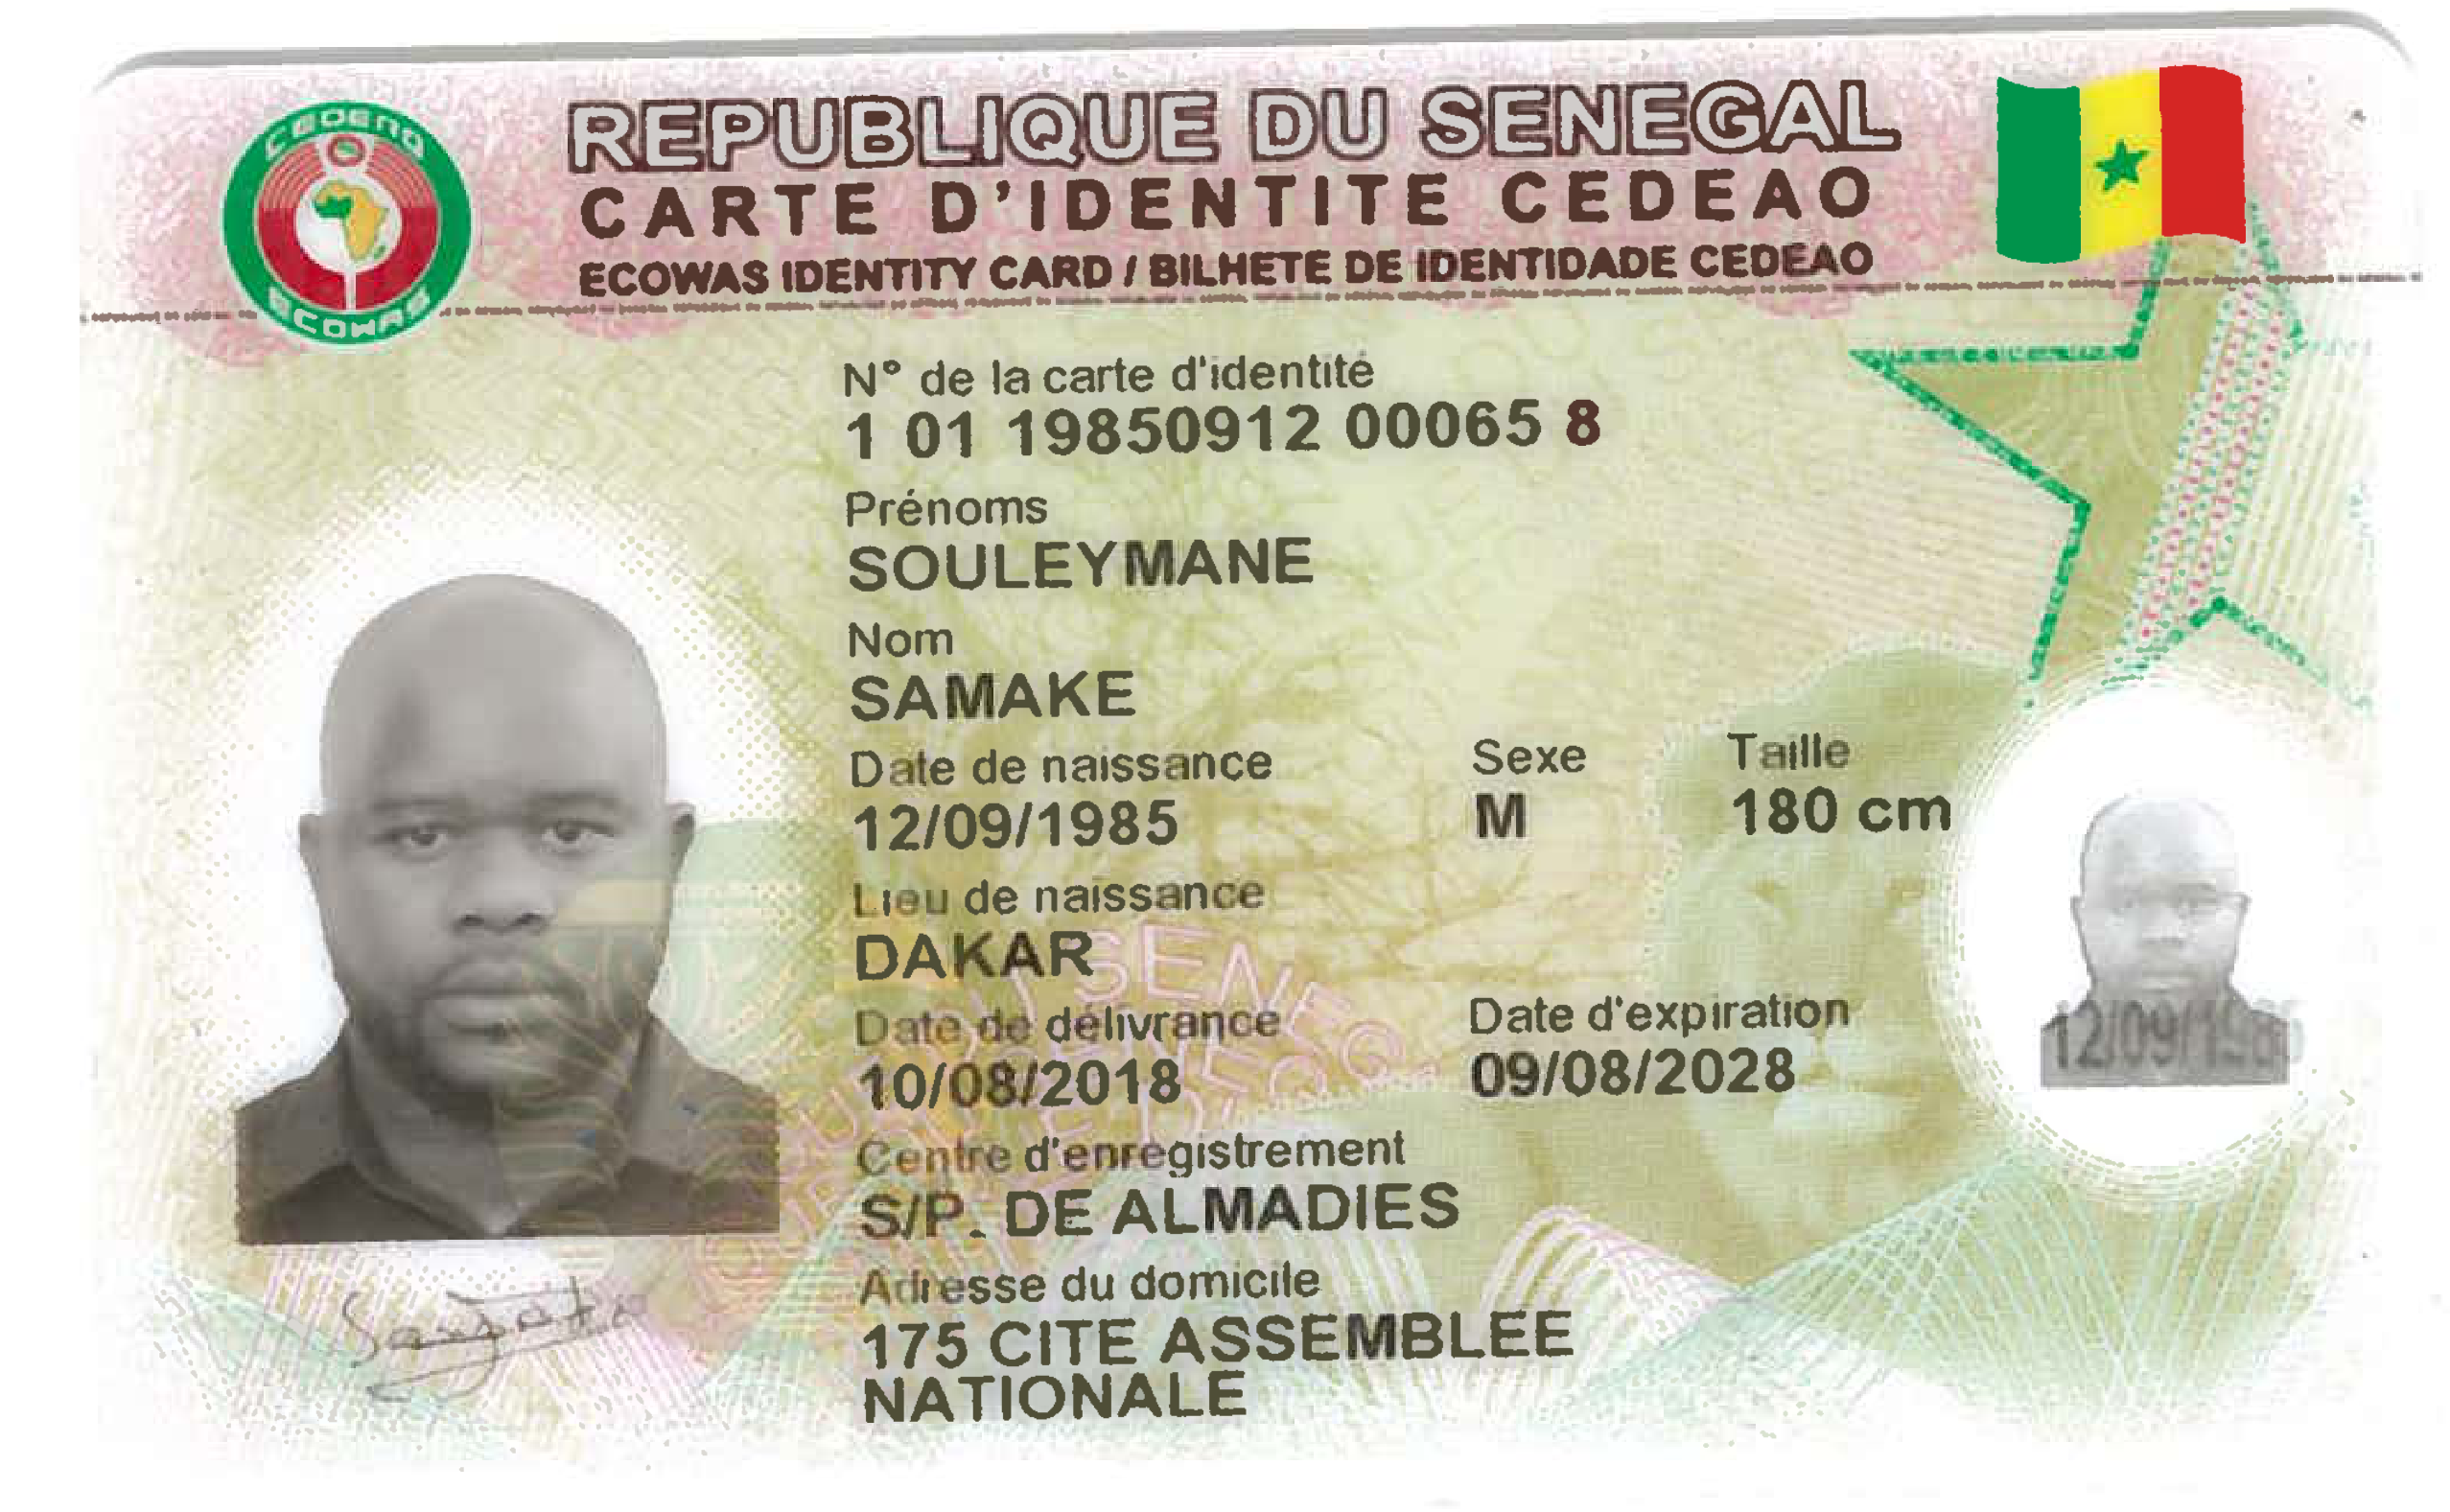 CEDEAO
ECOWAS
REPUBLIQUE DU SENEGAL
CARTE D'IDENTITE CEDEAO
ECOWAS IDENTITY CARD / BILHETE DE IDENTIDADE CEDEAO
N° de la carte d'identité
1 01 19850912 00065 8
Prénoms
SOULEYMANE
Nom
SAMAKE
Date de naissance Sexe Taille
12/09/1985 M 180 cm
Lieu de naissance
DAKAR
Date de délivrance Date d'expiration
10/08/2018 09/08/2028
12/09/1985
Centre d'enregistrement
S/P. DE ALMADIES
Adresse du domicile
175 CITE ASSEMBLEE
NATIONALE